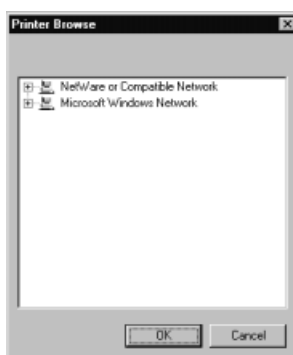 Printer Browse
NetWare or Compatible Network
Microsoft Windows Network
OK
Cancel